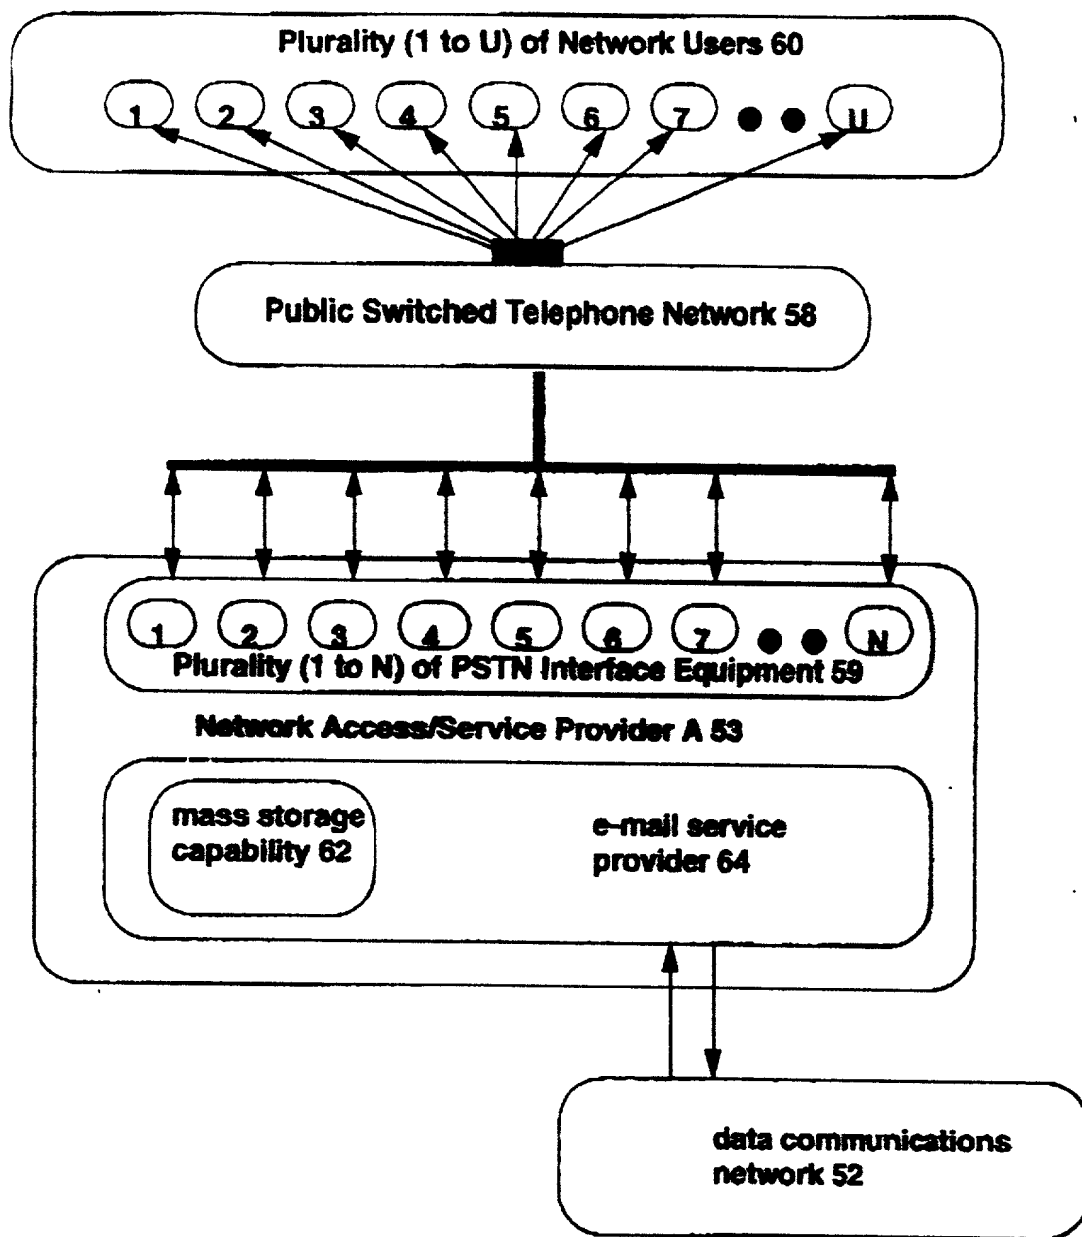 Plurality (1 to U) of Network Users 60
1 2 3 4 5 6 7 U
Public Switched Telephone Network 58
1 2 3 4 5 6 7 N
Plurality (1 to N) of PSTN Interface Equipment 59
Network Access/Service Provider A 53
mass storage
capability 62
e-mail service
provider 64
data communications
network 52